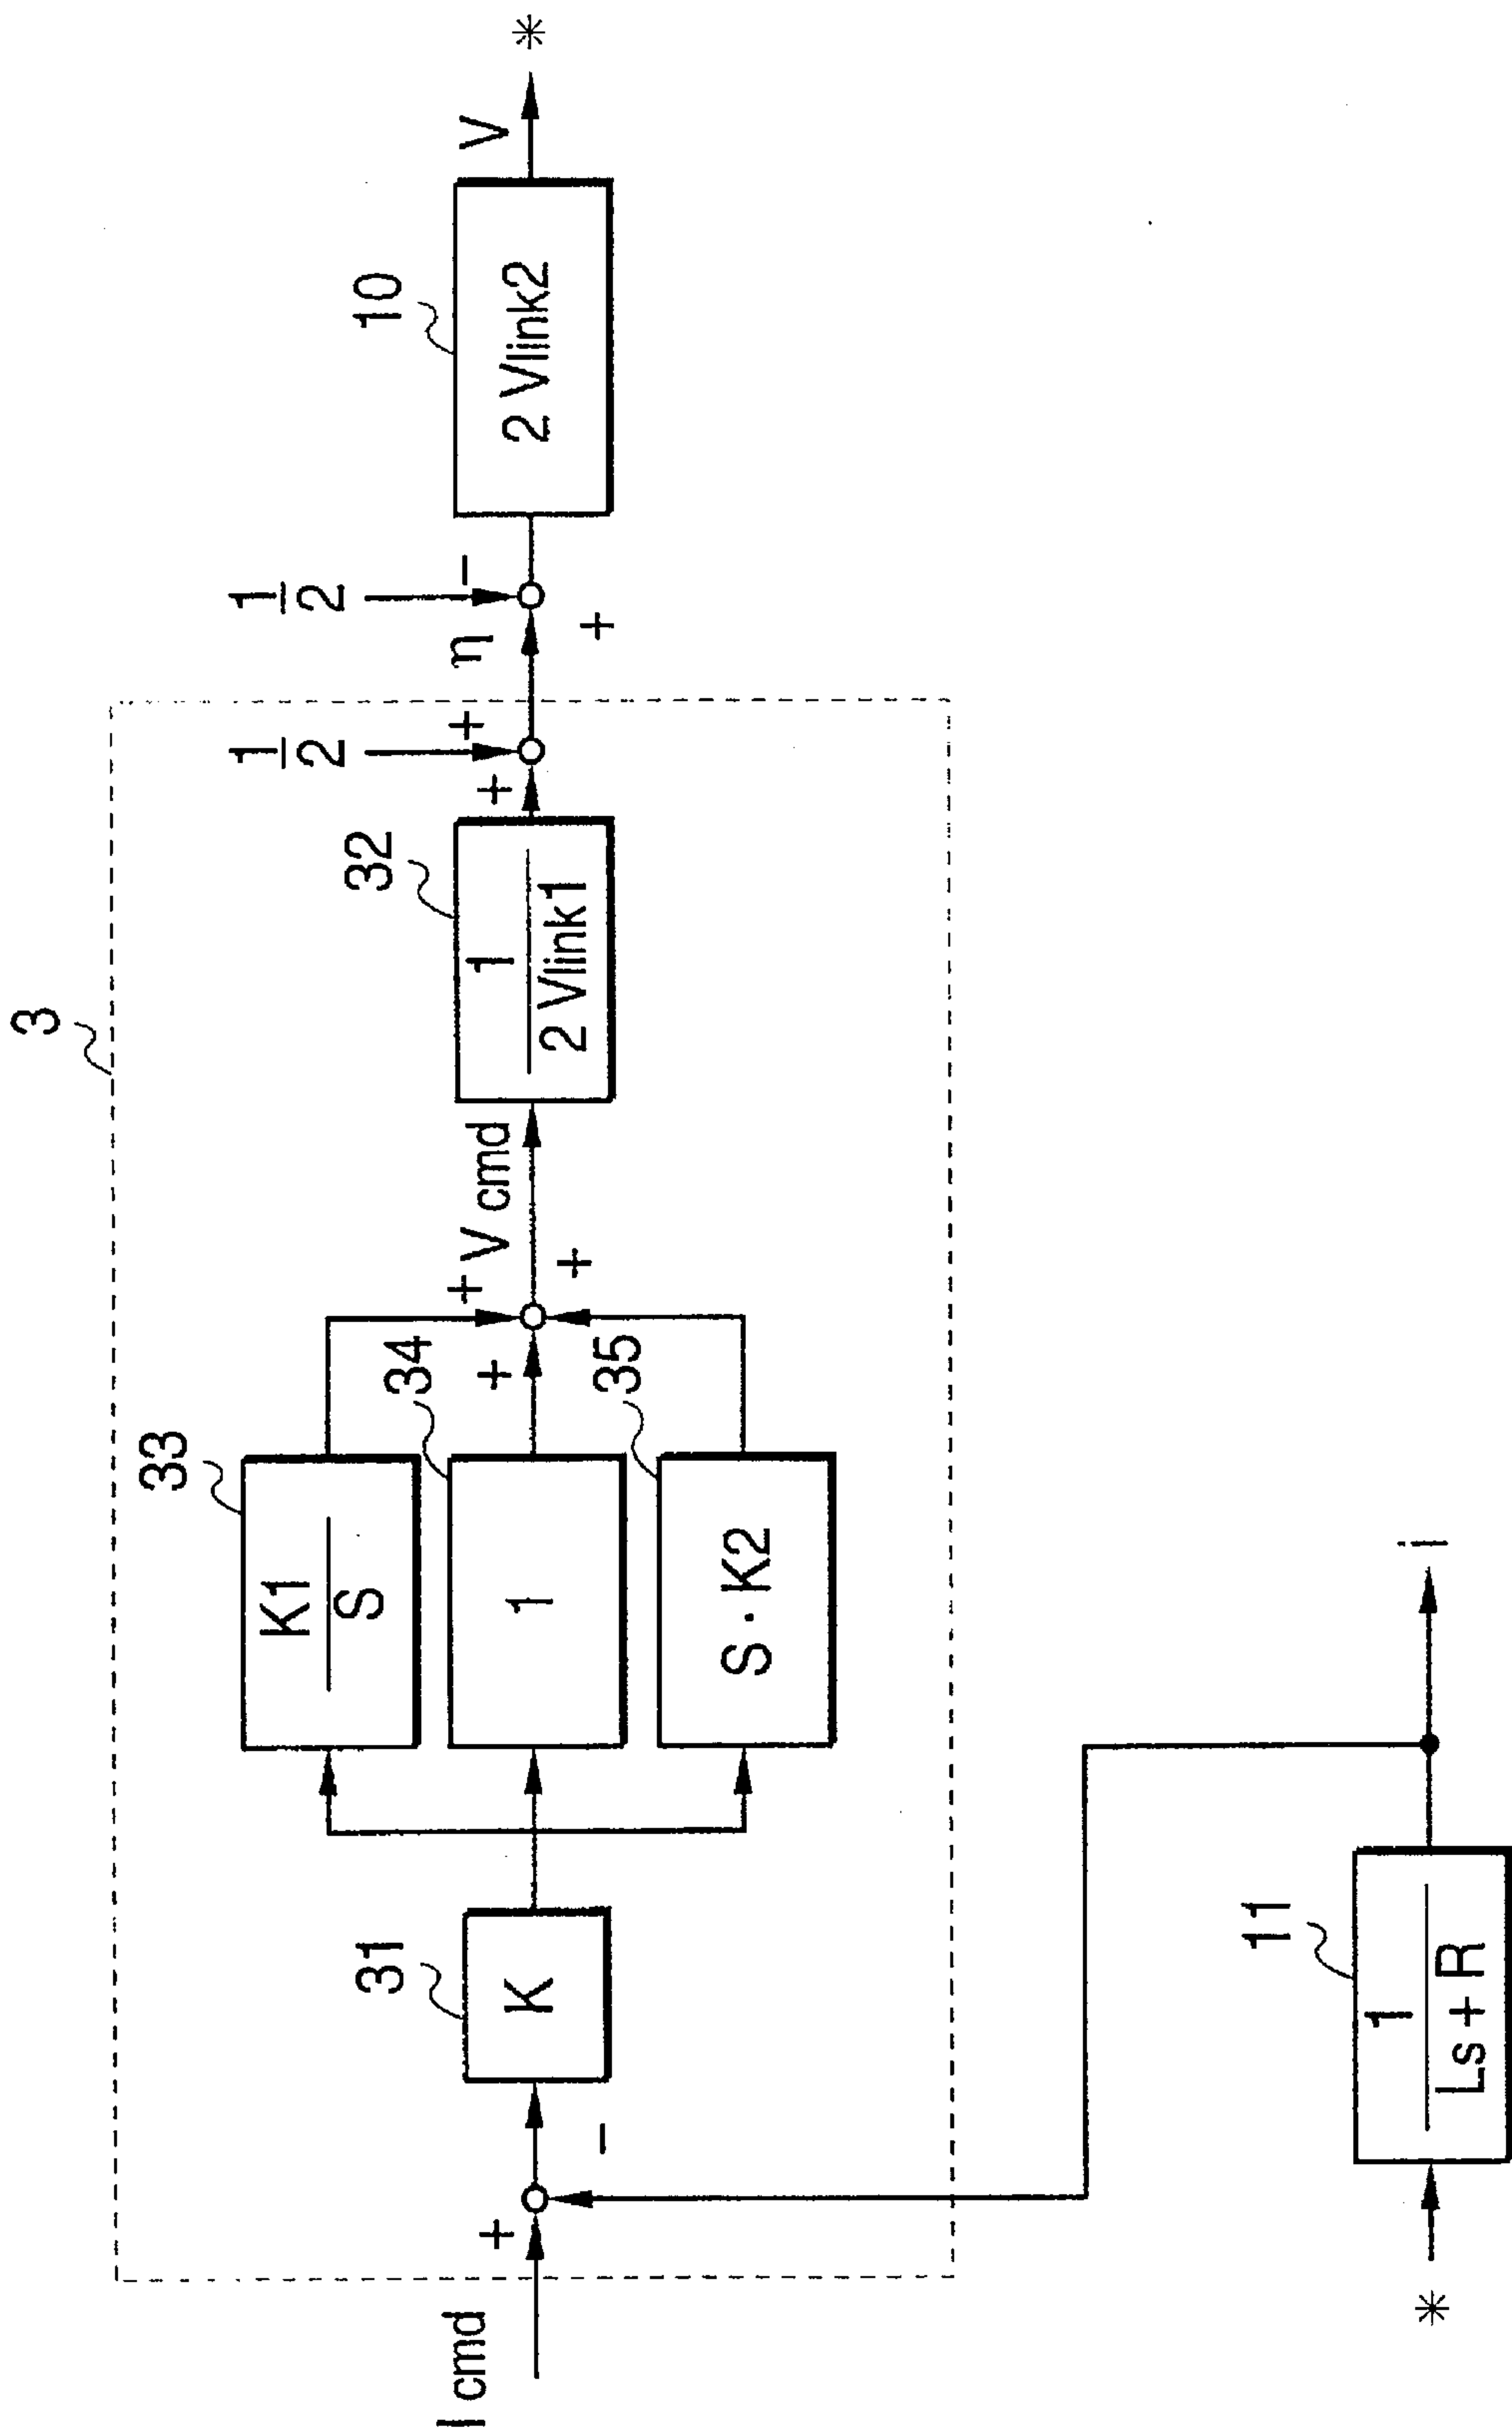 3
33
34
35
31
32
10
1
2
1
2
I cmd
+
-
K
K1
S
1
S · K2
+
+
+
V cmd
1
2 Vlink1
+
+
η
-
+
2 Vlink2
V
*
*
11
1
Ls + R
i